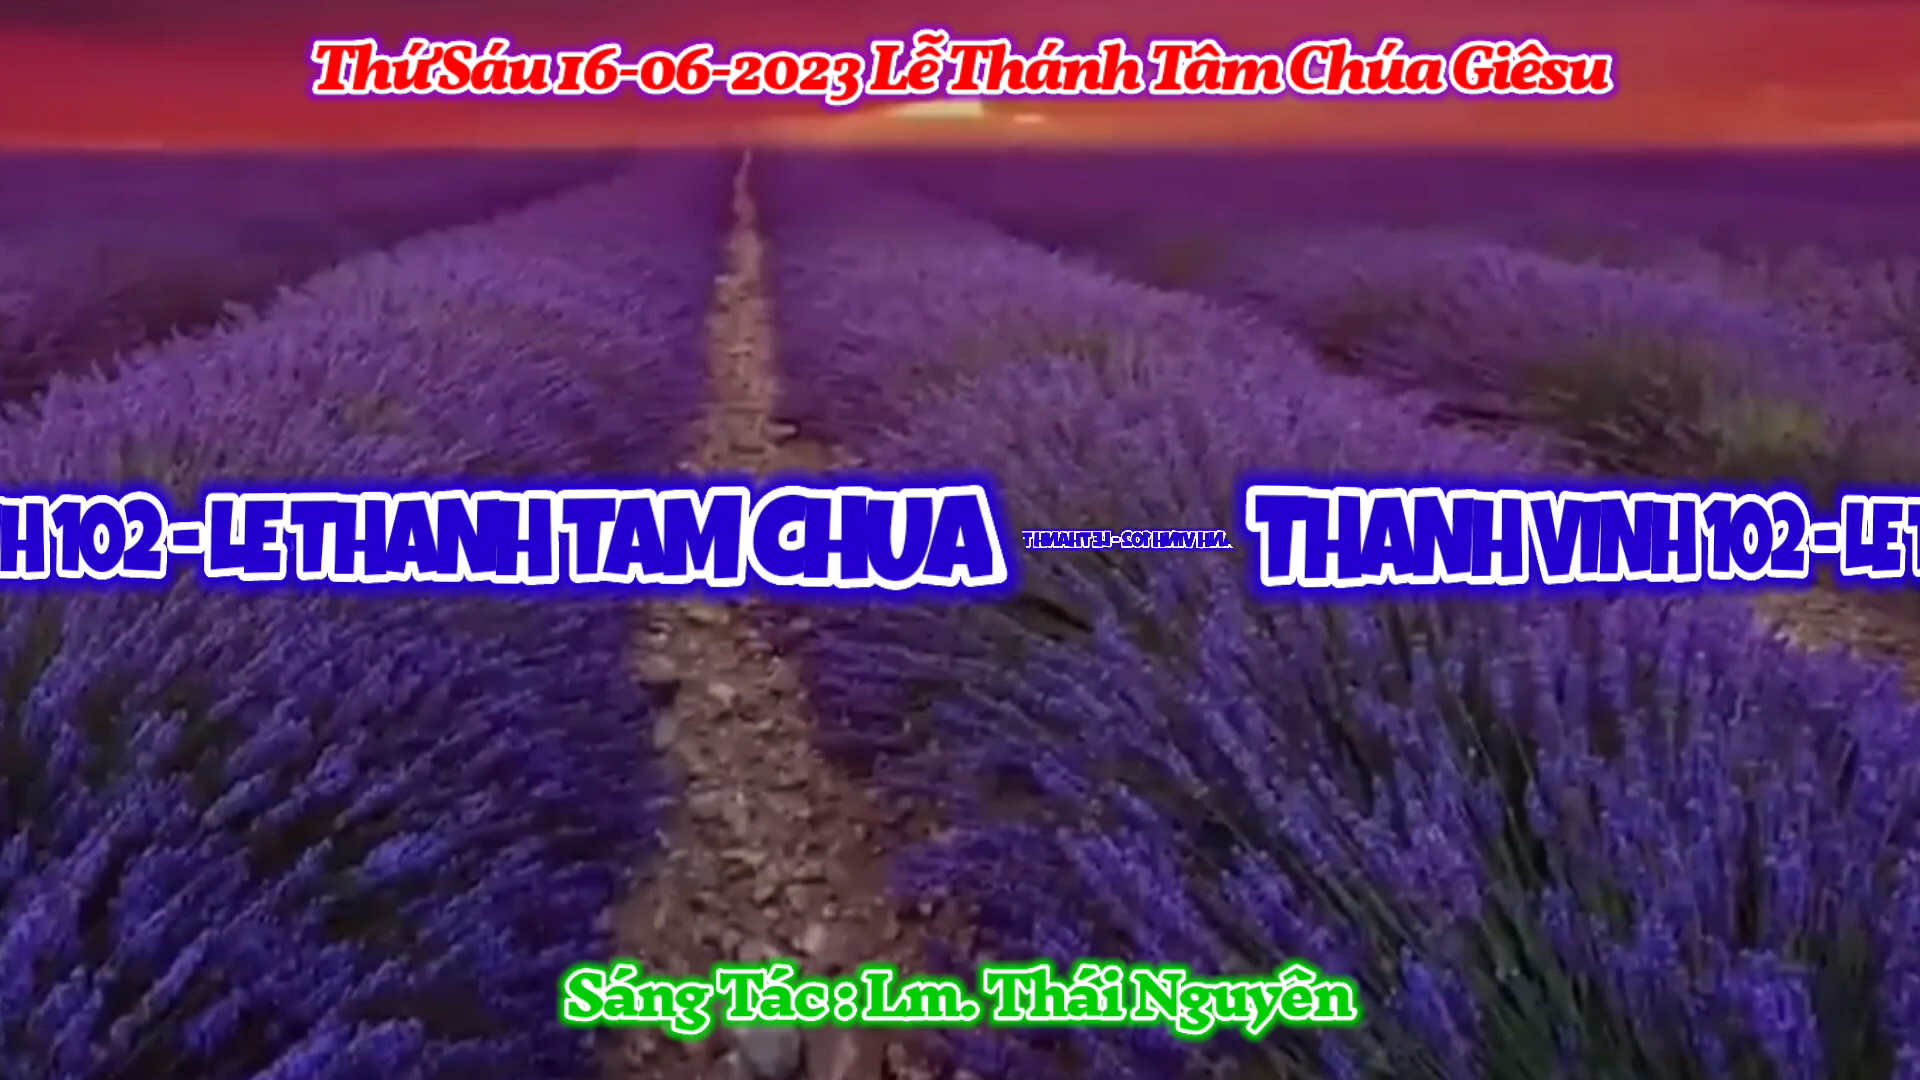 Thứ Sáu 16-06-2023 Lễ Thánh Tâm Chúa Giêsu
H 102 - LE THANH TAM CHUA THANH VINH 102 - LE T
Sáng Tác : Lm. Thái Nguyên